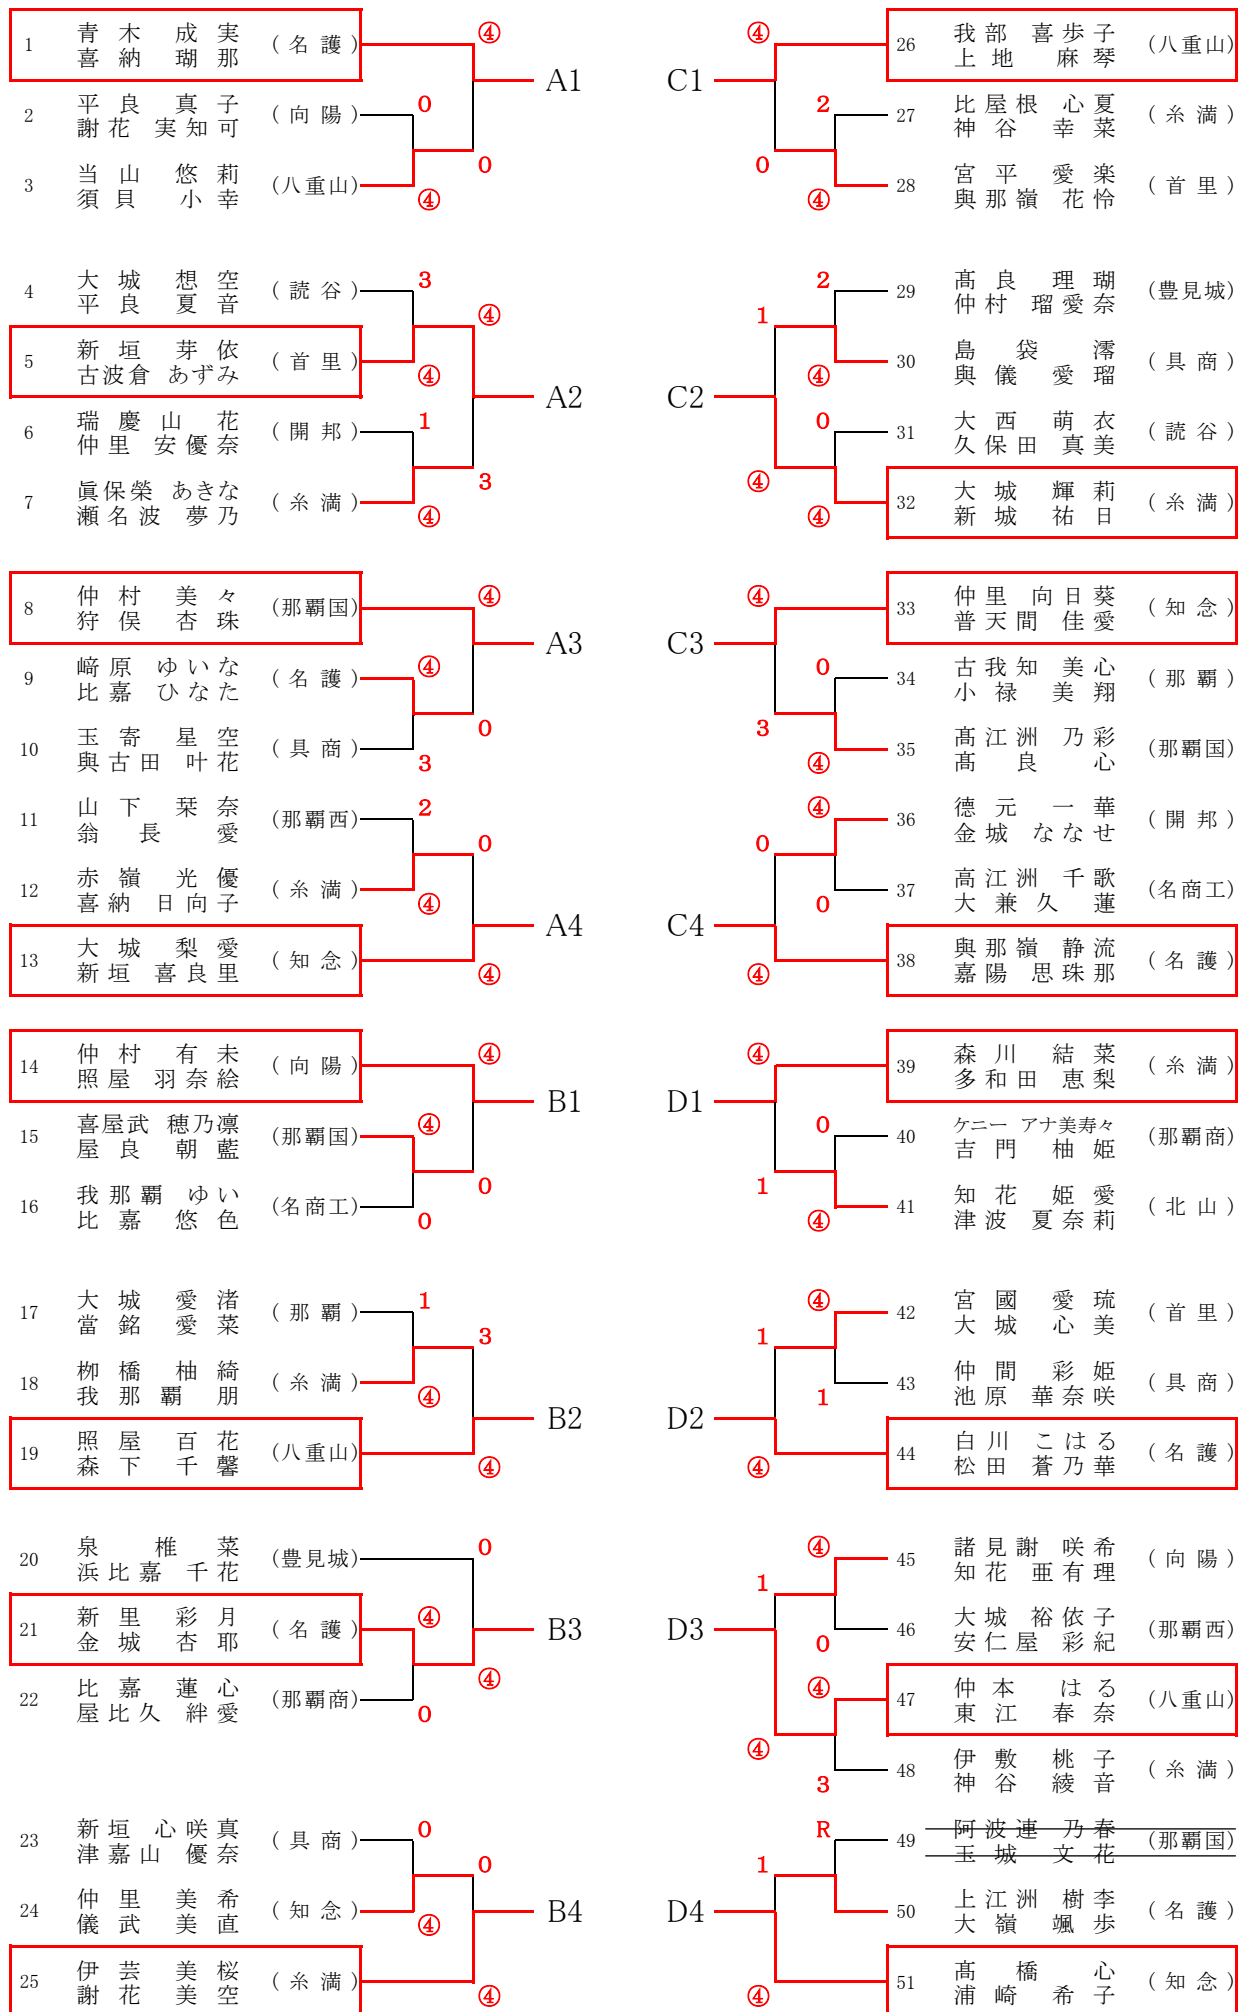 1 青木 成実 (名護) ④
喜納 瑚那
A1
2 平良 真子 (向陽) 0
謝花 実知可
0
3 当山 悠莉 (八重山) ④
須貝 小幸
4 大城 想空 (読谷) 3
平良 夏音
④
5 新垣 芽依 (首里) ④
古波倉 あずみ
A2
6 瑞慶山 花 (開邦) 1
仲里 安優奈
3
7 眞保榮 あきな (糸満) ④
瀬名波 夢乃
8 仲村 美々 (那覇国) ④
狩俣 杏珠
A3
9 﨑原 ゆいな (名護) ④
比嘉 ひなた
0
10 玉寄 星空 (具商) 3
與古田 叶花
11 山下 栞奈 (那覇西) 2
翁長 愛
0
12 赤嶺 光優 (糸満) ④
喜納 日向子
A4
13 大城 梨愛 (知念) ④
新垣 喜良里
14 仲村 有未 (向陽) ④
照屋 羽奈絵
B1
15 喜屋武 穂乃凛 (那覇国) ④
屋良 朝藍
0
16 我那覇 ゆい (名商工) 0
比嘉 悠色
17 大城 愛渚 (那覇) 1
當銘 愛菜
3
18 栁橋 柚綺 (糸満) ④
我那覇 朋
B2
19 照屋 百花 (八重山) ④
森下 千馨
20 泉 椎菜 (豊見城) 0
浜比嘉 千花
21 新里 彩月 (名護) ④
金城 杏耶
B3
④
22 比嘉 蓮心 (那覇商) 0
屋比久 絆愛
23 新垣 心咲真 (具商) 0
津嘉山 優奈
0
24 仲里 美希 (知念) ④
儀武 美直
B4
25 伊芸 美桜 (糸満) ④
謝花 美空
④ 26 我部 喜歩子 (八重山)
上地 麻琴
C1
2 27 比屋根 心夏 (糸満)
神谷 幸菜
0
④ 28 宮平 愛楽 (首里)
與那嶺 花怜
2 29 髙良 理瑚 (豊見城)
仲村 瑠愛奈
1
④ 30 島袋 澪 (具商)
與儀 愛瑠
C2
0 31 大西 萌衣 (読谷)
久保田 真美
④
④ 32 大城 輝莉 (糸満)
新城 祐日
④ 33 仲里 向日葵 (知念)
普天間 佳愛
C3
0 34 古我知 美心 (那覇)
小禄 美翔
3
④ 35 髙江洲 乃彩 (那覇国)
髙良 心
④ 36 德元 一華 (開邦)
金城 ななせ
0
0 37 高江洲 千歌 (名商工)
大兼久 蓮
C4
④ 38 與那嶺 静流 (名護)
嘉陽 思珠那
④ 39 森川 結菜 (糸満)
多和田 恵梨
D1
0 40 ケニー アナ美寿々 (那覇商)
吉門 柚姫
1
④ 41 知花 姫愛 (北山)
津波 夏奈莉
④ 42 宮國 愛琉 (首里)
大城 心美
1
1 43 仲間 彩姫 (具商)
池原 華奈咲
D2
④ 44 白川 こはる (名護)
松田 蒼乃華
④ 45 諸見謝 咲希 (向陽)
知花 亜有理
1
0 46 大城 裕依子 (那覇西)
安仁屋 彩紀
D3
④ 47 仲本 はる (八重山)
東江 春奈
④
3 48 伊敷 桃子 (糸満)
神谷 綾音
R 49 阿波連 乃春 (那覇国)
玉城 文花
1
50 上江洲 樹李 (名護)
大嶺 颯歩
D4
④ 51 髙橋 心 (知念)
浦崎 希子